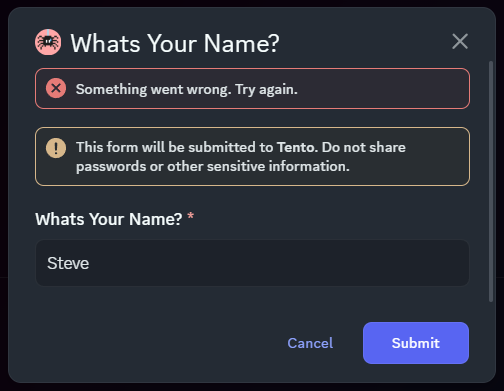 Whats Your Name?
Something went wrong. Try again.
This form will be submitted to Tento. Do not share
passwords or other sensitive information.
Whats Your Name? *
Steve
Cancel
Submit